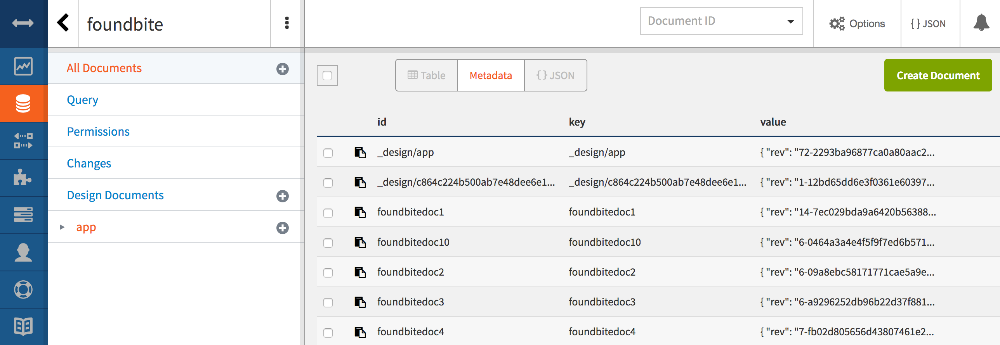 foundbite
Document ID
Options
{ } JSON
All Documents
Query
Permissions
Changes
Design Documents
app
Table
Metadata
{ } JSON
Create Document
id key value
_design/app _design/app { "rev": "72-2293ba96877ca0a80aac2...
_design/c864c224b500ab7e48dee6e1... _design/c864c224b500ab7e48dee6e1... { "rev": "1-12bd65dd6e3f0361e60397...
foundbitedoc1 foundbitedoc1 { "rev": "14-7ec029bda9a6420b56388...
foundbitedoc10 foundbitedoc10 { "rev": "6-0464a3a4e4f5f9f7ed6b571...
foundbitedoc2 foundbitedoc2 { "rev": "6-09a8ebc58171771cae5a9e...
foundbitedoc3 foundbitedoc3 { "rev": "6-a9296252db96b22d37f881...
foundbitedoc4 foundbitedoc4 { "rev": "7-fb02d805656d43807461e2...